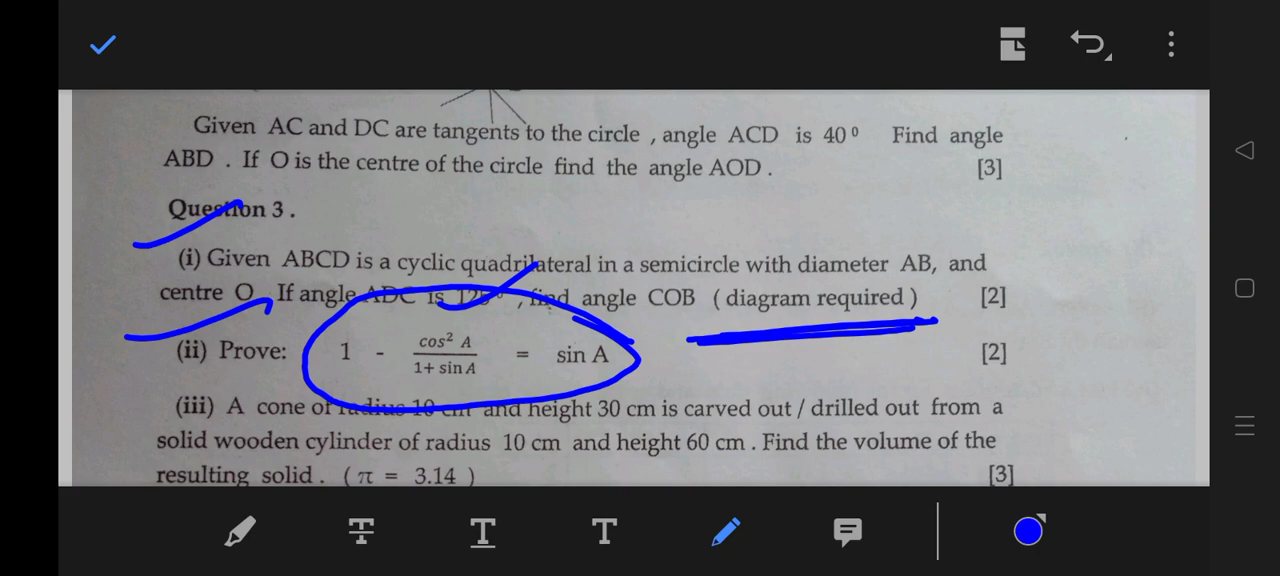 Given AC and DC are tangents to the circle , angle ACD is 40⁰ Find angle
ABD . If O is the centre of the circle find the angle AOD . [3]
Question 3 .
(i) Given ABCD is a cyclic quadrilateral in a semicircle with diameter AB, and
centre O . If angle ADC is , find angle COB ( diagram required ) [2]
(ii) Prove: 1 - cos² A / 1+ sin A = sin A [2]
(iii) A cone of radius 10 cm and height 30 cm is carved out / drilled out from a
solid wooden cylinder of radius 10 cm and height 60 cm . Find the volume of the
resulting solid . ( π = 3.14 ) [3]
T T T